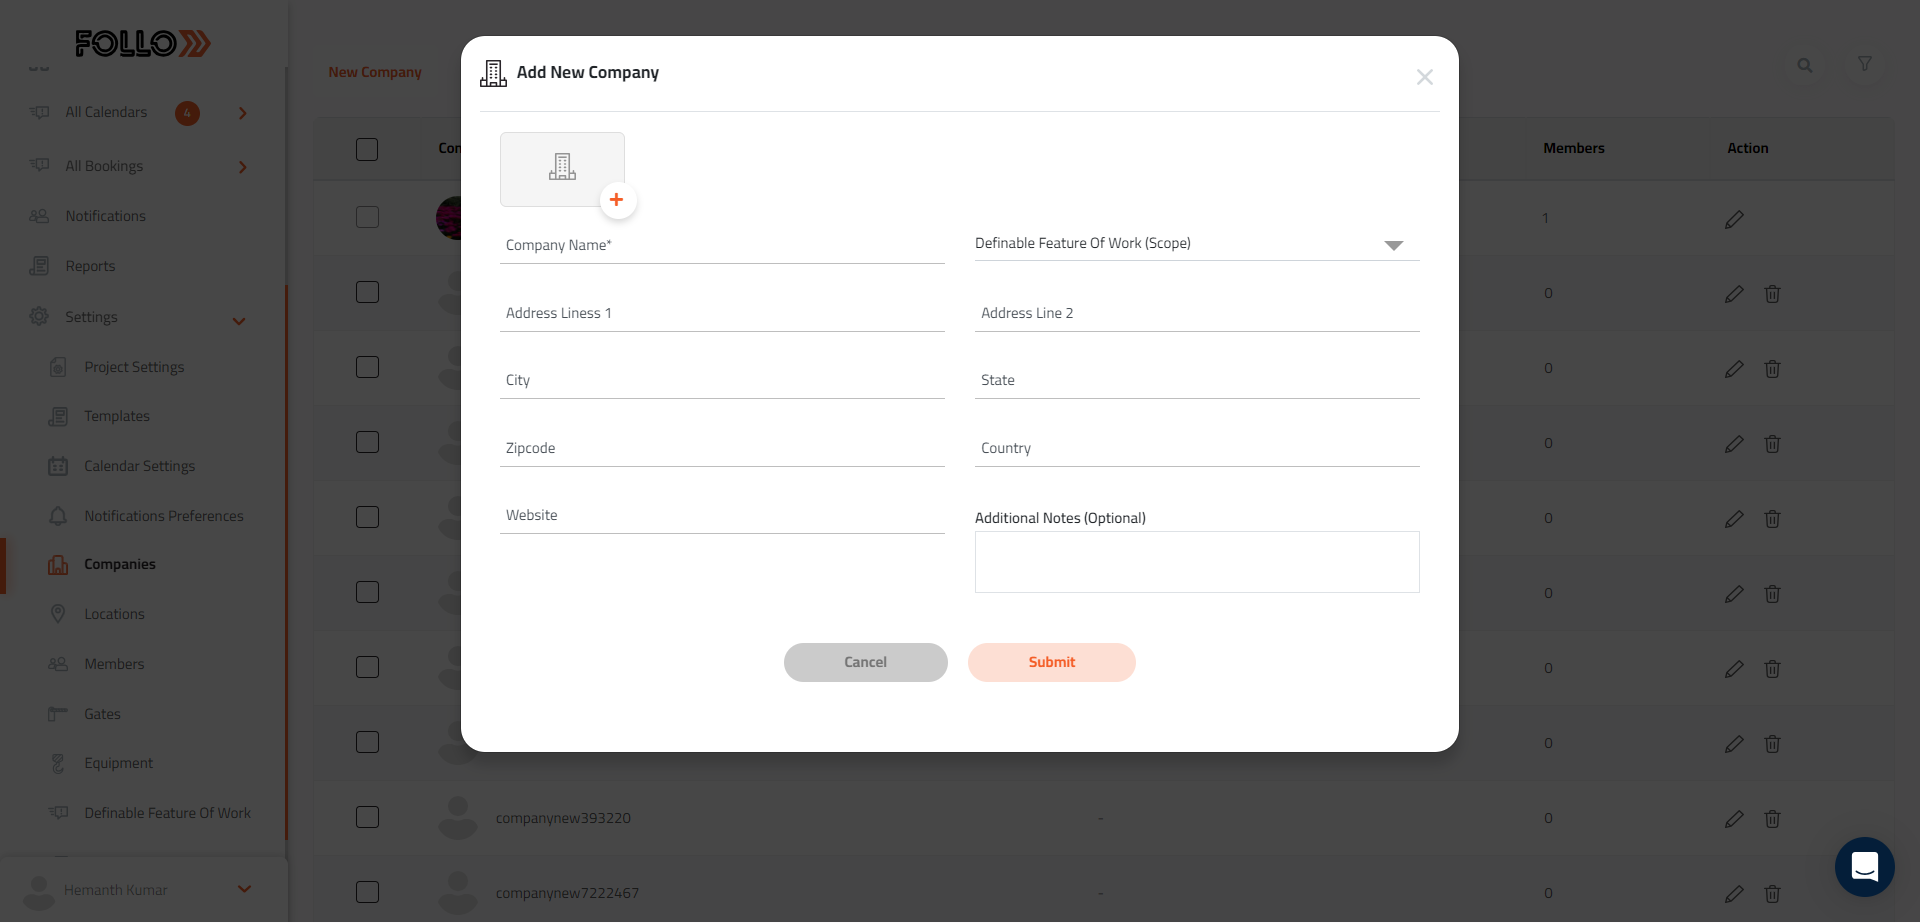 FOLLO
All Calendars 4
All Bookings
Notifications
Reports
Settings
Project Settings
Templates
Calendar Settings
Notifications Preferences
Companies
Locations
Members
Gates
Equipment
Definable Feature Of Work
Hemanth Kumar
New Company
Members Action
1
0
0
0
0
0
0
0
companynew393220 - 0
companynew7222467 - 0
Add New Company
Company Name*
Definable Feature Of Work (Scope)
Address Liness 1
Address Line 2
City
State
Zipcode
Country
Website
Additional Notes (Optional)
Cancel
Submit